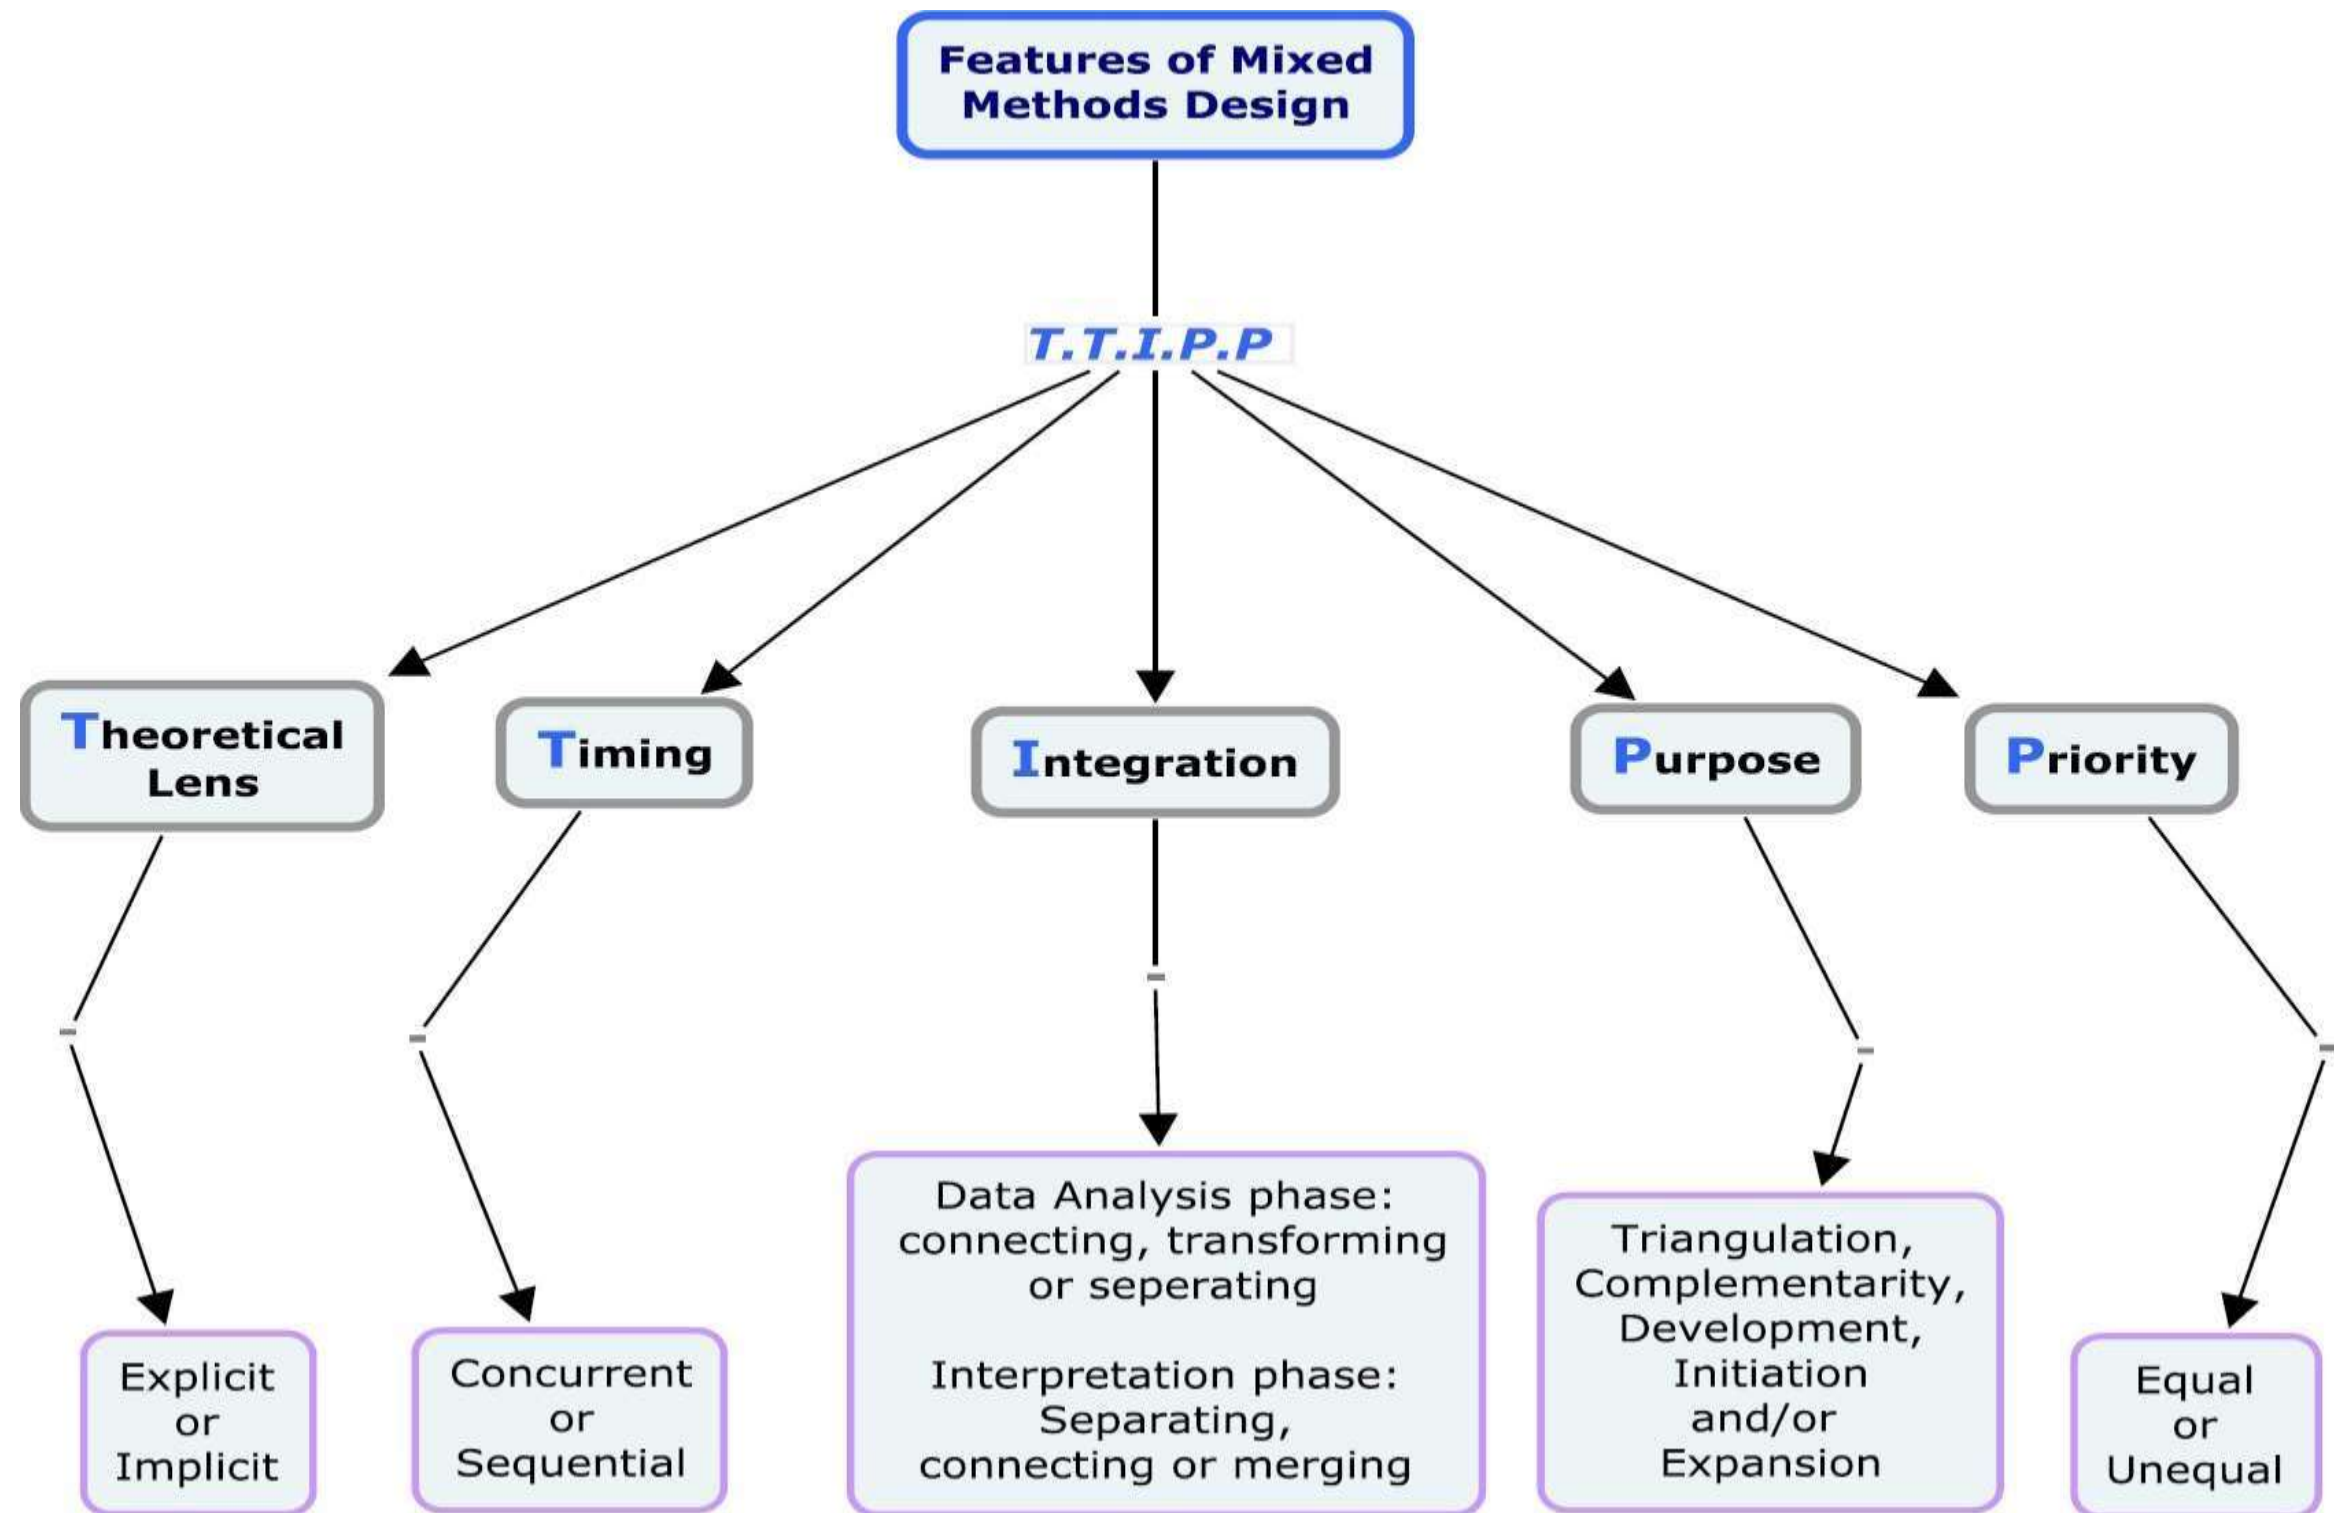 Features of Mixed
Methods Design
T.T.I.P.P
Theoretical
Lens
Timing
Integration
Purpose
Priority
Explicit
or
Implicit
Concurrent
or
Sequential
Data Analysis phase:
connecting, transforming
or seperating
Interpretation phase:
Separating,
connecting or merging
Triangulation,
Complementarity,
Development,
Initiation
and/or
Expansion
Equal
or
Unequal